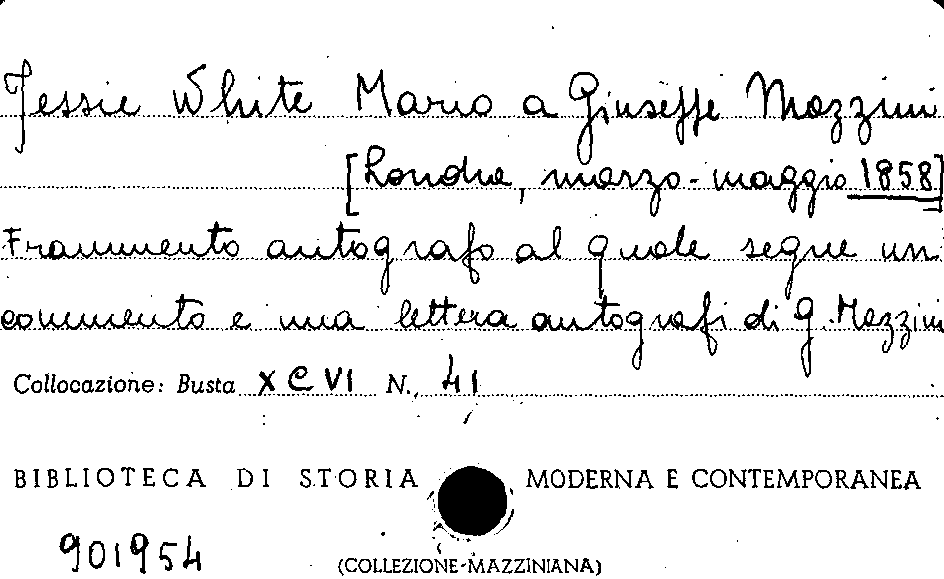 Jessie White Mario a Giuseppe Mazzini
[Londra, marzo-maggio 1858]
Frammento autografo al quale segue un
commento e una lettera autografi di G. Mazzini
Collocazione: Busta XCVI N. 41
BIBLIOTECA DI STORIA MODERNA E CONTEMPORANEA
901954
(COLLEZIONE MAZZINIANA)